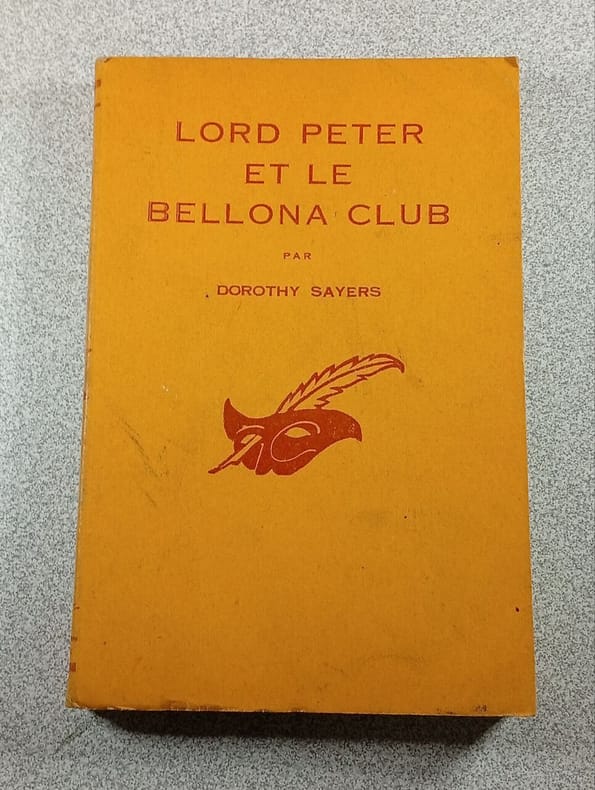 LORD PETER
ET LE
BELLONA CLUB
PAR
DOROTHY SAYERS